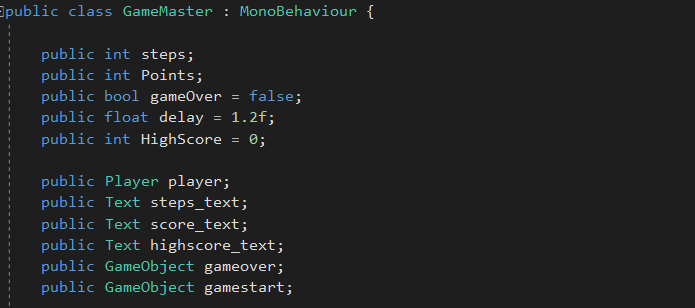 public class GameMaster : MonoBehaviour {
public int steps;
public int Points;
public bool gameOver = false;
public float delay = 1.2f;
public int HighScore = 0;
public Player player;
public Text steps_text;
public Text score_text;
public Text highscore_text;
public GameObject gameover;
public GameObject gamestart;